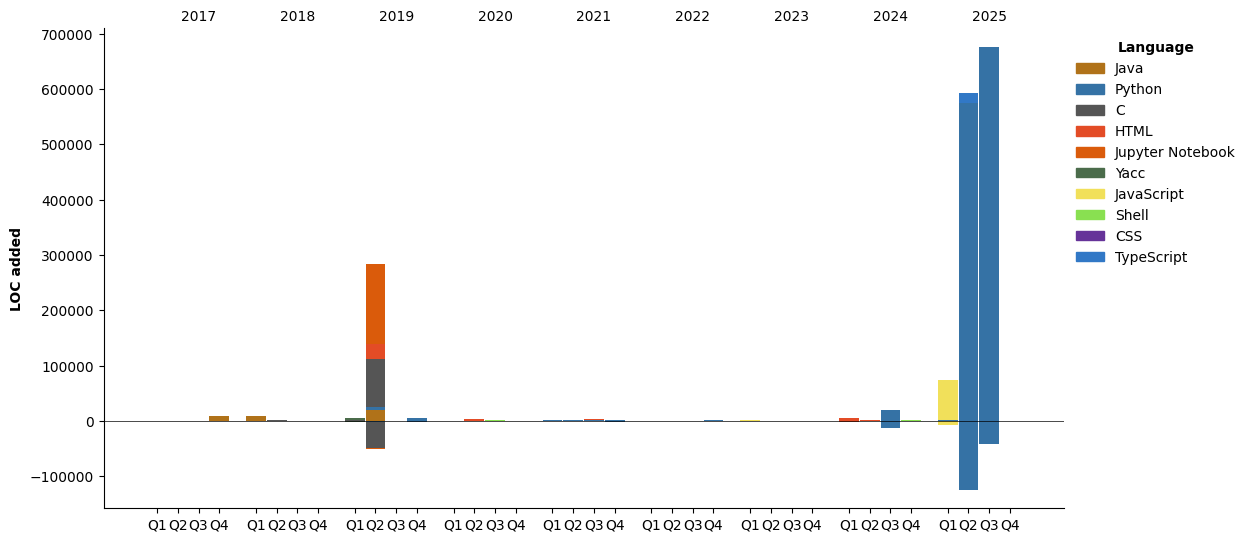 2017 2018 2019 2020 2021 2022 2023 2024 2025
700000
600000
500000
400000
300000
200000
100000
0
−100000
LOC added
Q1 Q2 Q3 Q4 Q1 Q2 Q3 Q4 Q1 Q2 Q3 Q4 Q1 Q2 Q3 Q4 Q1 Q2 Q3 Q4 Q1 Q2 Q3 Q4 Q1 Q2 Q3 Q4 Q1 Q2 Q3 Q4 Q1 Q2 Q3 Q4
Language
Java
Python
C
HTML
Jupyter Notebook
Yacc
JavaScript
Shell
CSS
TypeScript